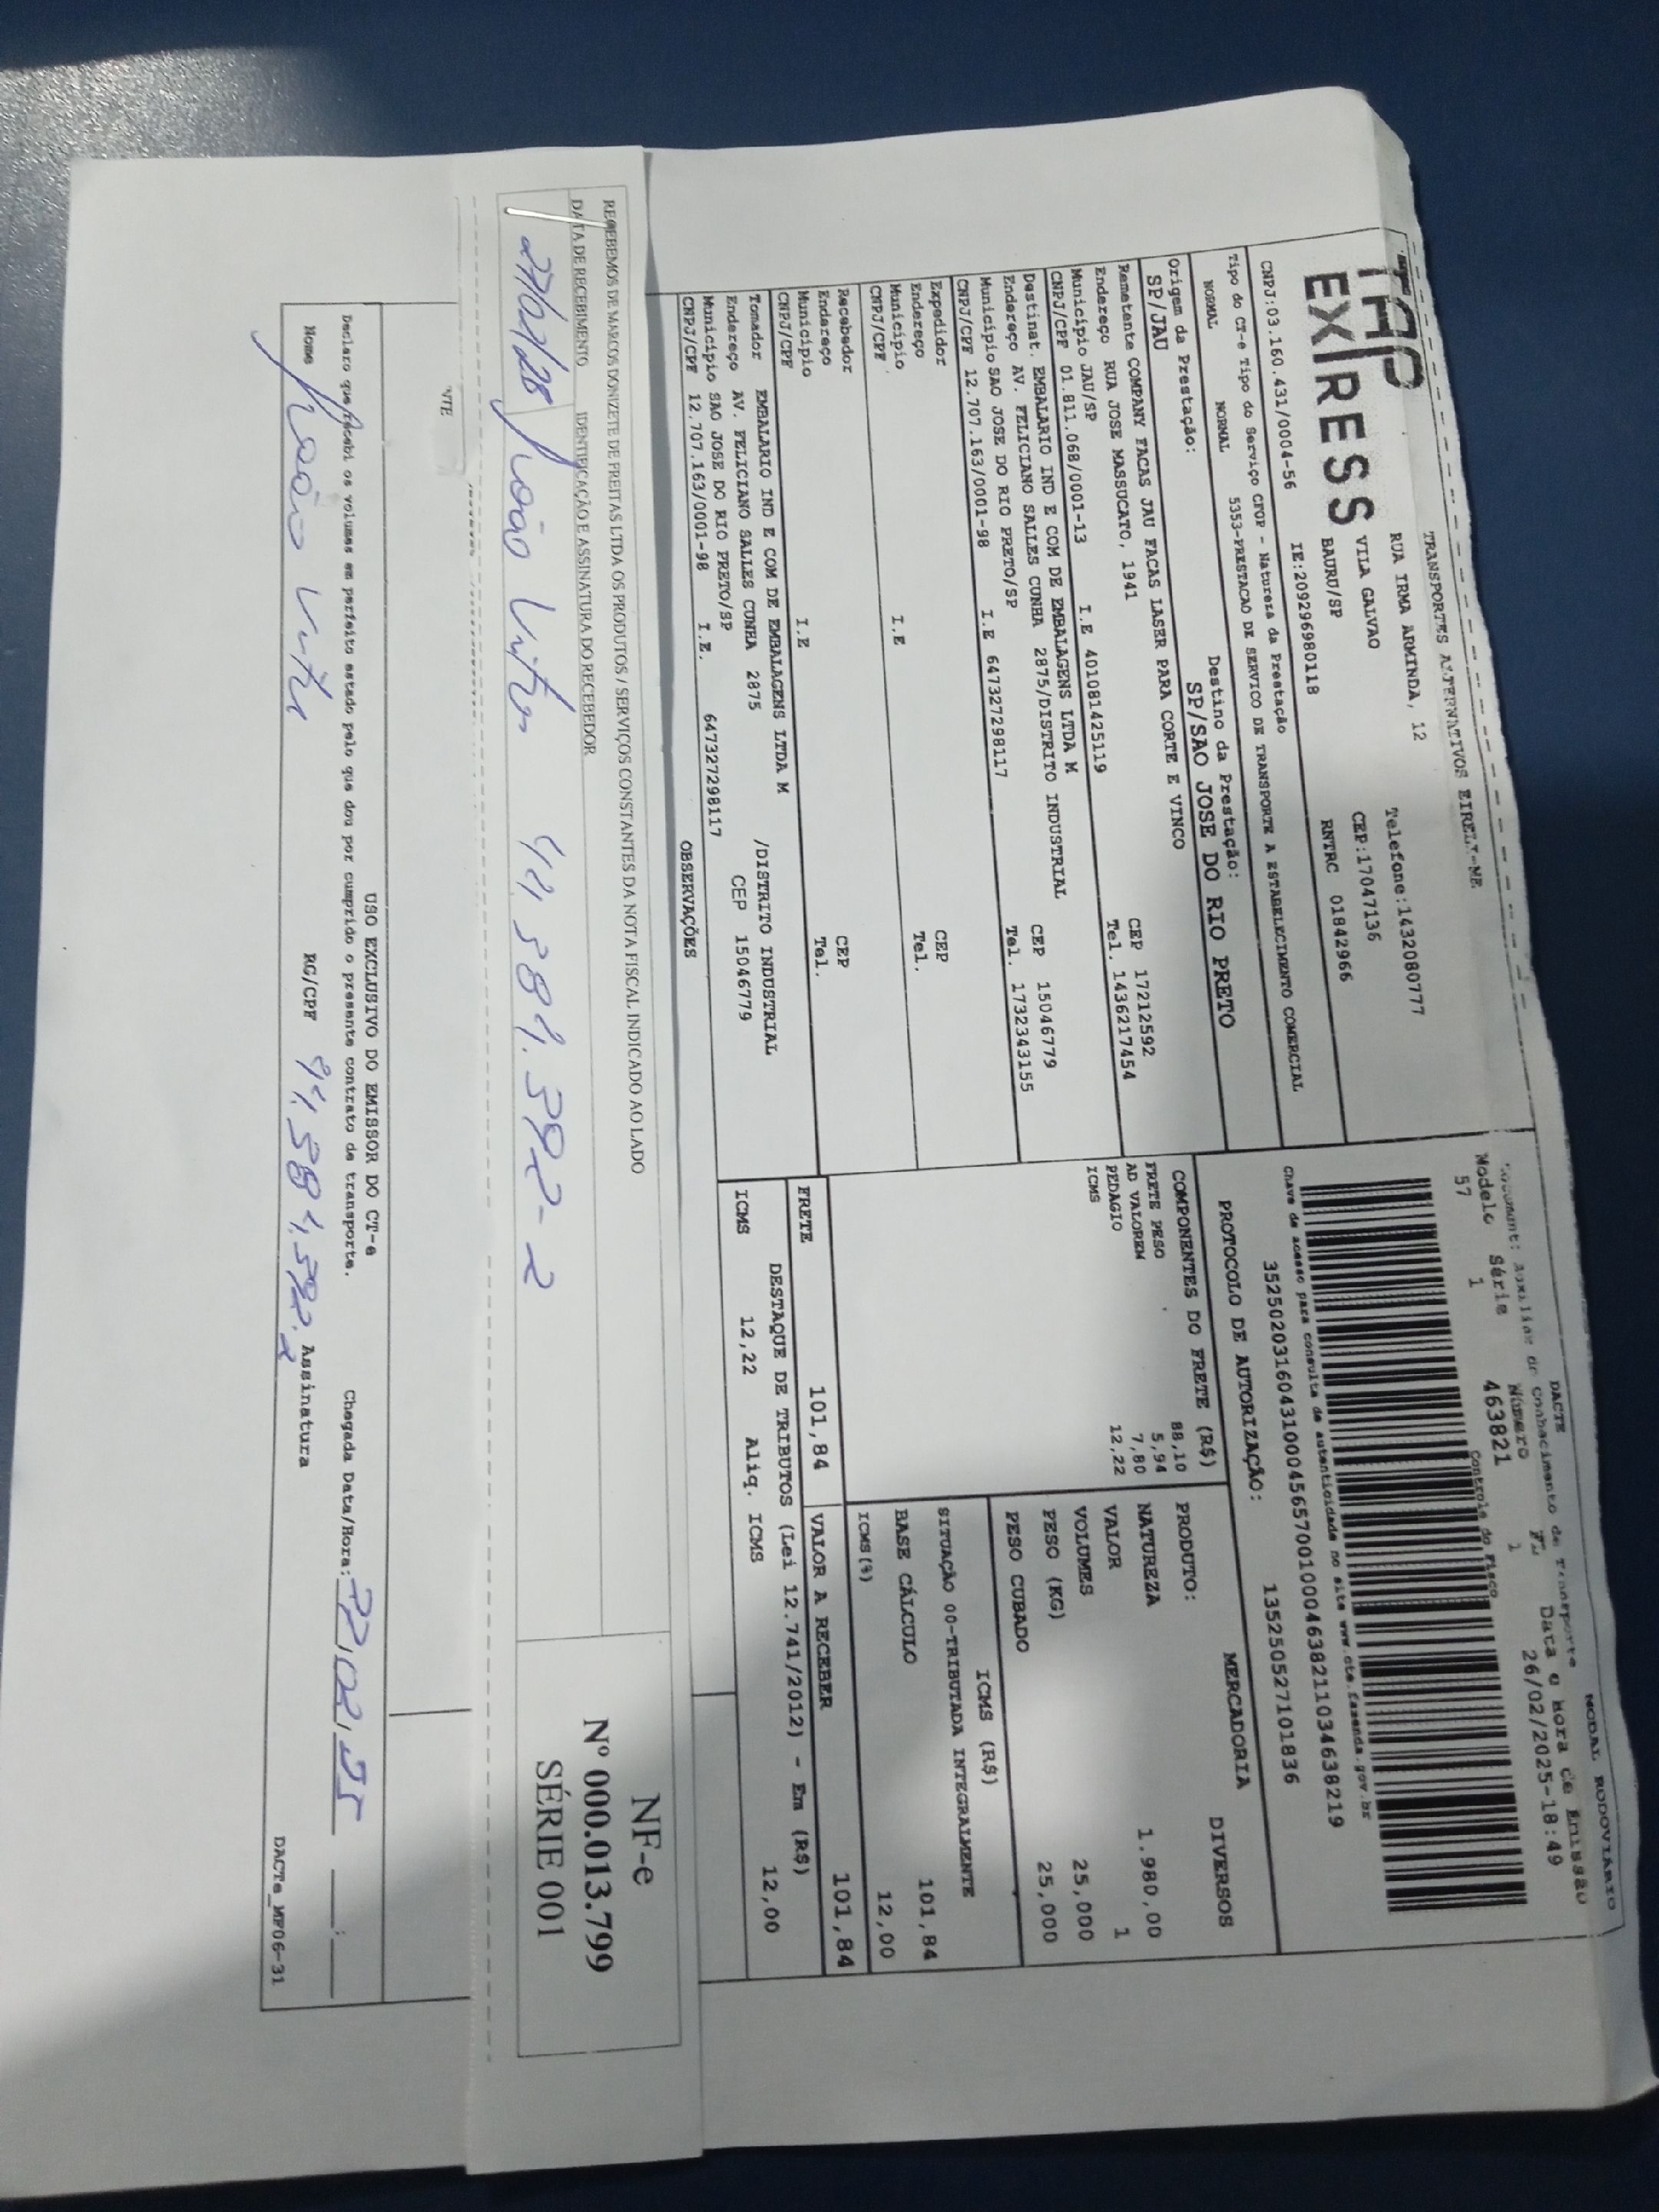 TRANSPORTES ALTERNATIVOS EIRELI-ME
TAP
EXPRESS
RUA IRMA ARMINDA, 12
Telefone:1432080777
VILA GALVAO
CEP:17047136
BAURU/SP
RNTRC 01842966
CNPJ:03.160.431/0004-56 IE:209296980118
Tipo do CT-e Tipo do Serviço CFOP - Natureza da Prestação
NORMAL NORMAL 5353-PRESTACAO DE SERVICO DE TRANSPORTE A ESTABELECIMENTO COMERCIAL
Origem da Prestação: Destino da Prestação:
SP/JAU SP/SAO JOSE DO RIO PRETO
Remetente COMPANY FACAS JAU FACAS LASER PARA CORTE E VINCO
Endereço RUA JOSE MASSUCATO, 1941 CEP 17212592
Município JAU/SP Tel. 1436217454
CNPJ/CPF 01.811.068/0001-13 I.E 401081425119
Destinat. EMBALARIO IND E COM DE EMBALAGENS LTDA M
Endereço AV. FELICIANO SALLES CUNHA 2875/DISTRITO INDUSTRIAL CEP 15046779
Município SAO JOSE DO RIO PRETO/SP Tel. 1732343155
CNPJ/CPF 12.707.163/0001-98 I.E 647327298117
Expedidor
Endereço CEP
Município Tel.
CNPJ/CPF I.E
Recebedor
Endereço CEP
Município Tel.
CNPJ/CPF I.E
Tomador EMBALARIO IND E COM DE EMBALAGENS LTDA M
Endereço AV. FELICIANO SALLES CUNHA 2875 /DISTRITO INDUSTRIAL
Município SAO JOSE DO RIO PRETO/SP CEP 15046779
CNPJ/CPF 12.707.163/0001-98 I.E. 647327298117
OBSERVAÇÕES
DACTE MODAL RODOVIÁRIO
Documento Auxiliar de Conhecimento de Transporte
Modelo Série Número FL Data e Hora de Emissão
57 1 463821 1 26/02/2025-18:49
Controle do Fisco
Chave de acesso para consulta de autenticidade no site www.cte.fazenda.gov.br
35250203160431000456570010004638211034638219
PROTOCOLO DE AUTORIZAÇÃO: 135250527101836
COMPONENTES DO FRETE (R$)
FRETE PESO 88,10
AD VALOREM 5,94
PEDAGIO 7,80
ICMS 12,22
MERCADORIA
PRODUTO: DIVERSOS
NATUREZA
VALOR 1.980,00
VOLUMES 1
PESO (KG) 25,000
PESO CUBADO 25,000
ICMS (R$)
SITUAÇÃO 00-TRIBUTADA INTEGRALMENTE
BASE CÁLCULO 101,84
ICMS(%) 12,00
FRETE 101,84 VALOR A RECEBER 101,84
DESTAQUE DE TRIBUTOS (Lei 12.741/2012) - Em (R$)
ICMS 12,22 Aliq. ICMS 12,00
RECEBEMOS DE MARCOS DONIZETE DE FREITAS LTDA OS PRODUTOS / SERVIÇOS CONSTANTES DA NOTA FISCAL INDICADO AO LADO
DATA DE RECEBIMENTO IDENTIFICAÇÃO E ASSINATURA DO RECEBEDOR
João Vitor
NF-e
Nº 000.013.799
SÉRIE 001
NTE
USO EXCLUSIVO DO EMISSOR DO CT-e
Declaro que recebi os volumes em perfeito estado pelo que dou por cumprido o presente contrato de transporte.
Chegada Data/Hora:
Nome João Vitor RG/CPF Assinatura
DACTe_MF06-31